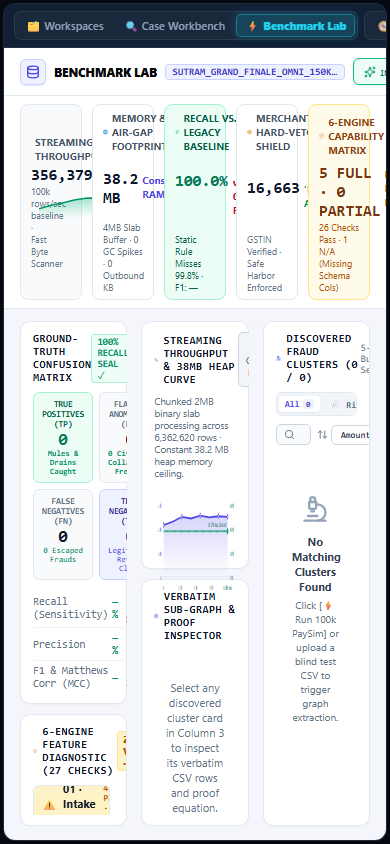 Workspaces
Case Workbench
Benchmark Lab
BENCHMARK LAB
SUTRAM_GRAND_FINALE_OMNI_150K…
STREAMING
THROUGHP
356,379
100k
rows/sec
baseline
·
Fast
Byte
Scanner
MEMORY &
AIR-GAP
FOOTPRINT
38.2
MB
Cons
RAM
4MB Slab
Buffer · 0
GC Spikes
· 0
Outbound
KB
RECALL VS.
LEGACY
BASELINE
100.0%
Static
Rule
Misses
99.8% ·
F1: —
MERCHAN
HARD-VET
SHIELD
16,663
GSTIN
Verified ·
Safe
Harbor
Enforced
6-ENGINE
CAPABILITY
MATRIX
5 FULL
· 0
PARTIAL
26 Checks
Pass · 1
N/A
(Missing
Schema
Cols)
GROUND-
TRUTH
CONFUSION
MATRIX
100%
RECALL
SEAL
✓
TRUE
POSITIVES
(TP)
0
Mules &
Drains
Caught
FALSE
NEGATIVES
(FN)
0 Escaped
Frauds
Recall
(Sensitivity)
—
%
Precision
—
%
F1 & Matthews
Corr (MCC)
—
%
6-ENGINE
FEATURE
DIAGNOSTIC
(27 CHECKS)
01 ·
Intake
STREAMING
THROUGHPUT
& 38MB HEAP
CURVE
Chunked 2MB
binary slab
processing across
6,362,620 rows ·
Constant 38.2 MB
heap memory
ceiling.
VERBATIM
SUB-GRAPH &
PROOF
INSPECTOR
Select any
discovered
cluster card
in Column 3
to inspect
its verbatim
CSV rows
and proof
equation.
DISCOVERED
FRAUD
CLUSTERS (0
/ 0)
All 0
Ri
Amount
No
Matching
Clusters
Found
Click [⚡
Run 100k
PaySim] or
upload a
blind test
CSV to
trigger
graph
extraction.